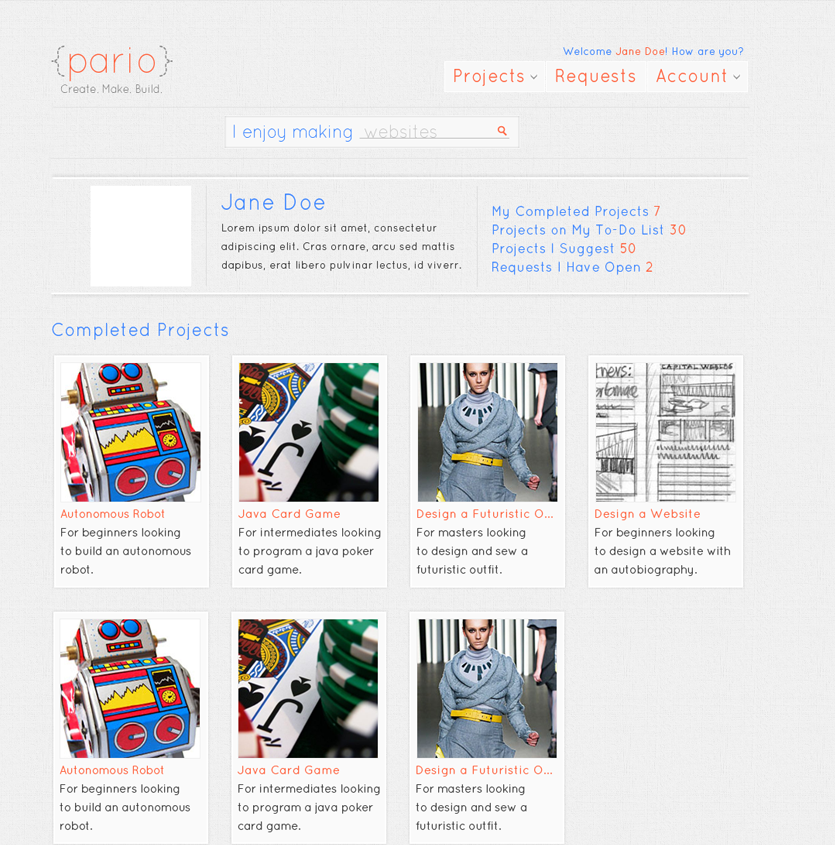 Welcome Jane Doe! How are you?
{pario}
Create. Make. Build.
Projects Requests Account
I enjoy making websites
Jane Doe
Lorem ipsum dolor sit amet, consectetur
adipiscing elit. Cras ornare, arcu sed mattis
dapibus, erat libero pulvinar lectus, id viverr.
My Completed Projects 7
Projects on My To-Do List 30
Projects I Suggest 50
Requests I Have Open 2
Completed Projects
CAPITAL
Autonomous Robot
For beginners looking
to build an autonomous
robot.
Java Card Game
For intermediates looking
to program a java poker
card game.
Design a Futuristic O...
For masters looking
to design and sew a
futuristic outfit.
Design a Website
For beginners looking
to design a website with
an autobiography.
Autonomous Robot
For beginners looking
to build an autonomous
robot.
Java Card Game
For intermediates looking
to program a java poker
card game.
Design a Futuristic O...
For masters looking
to design and sew a
futuristic outfit.